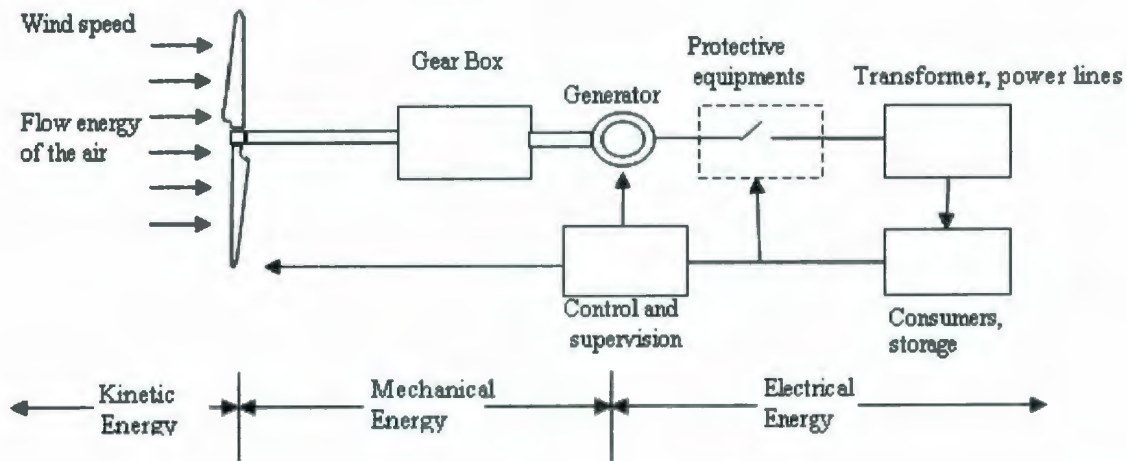 Wind speed
Flow energy
of the air
Gear Box
Generator
Protective
equipments
Transformer, power lines
Control and
supervision
Consumers,
storage
Kinetic
Energy
Mechanical
Energy
Electrical
Energy